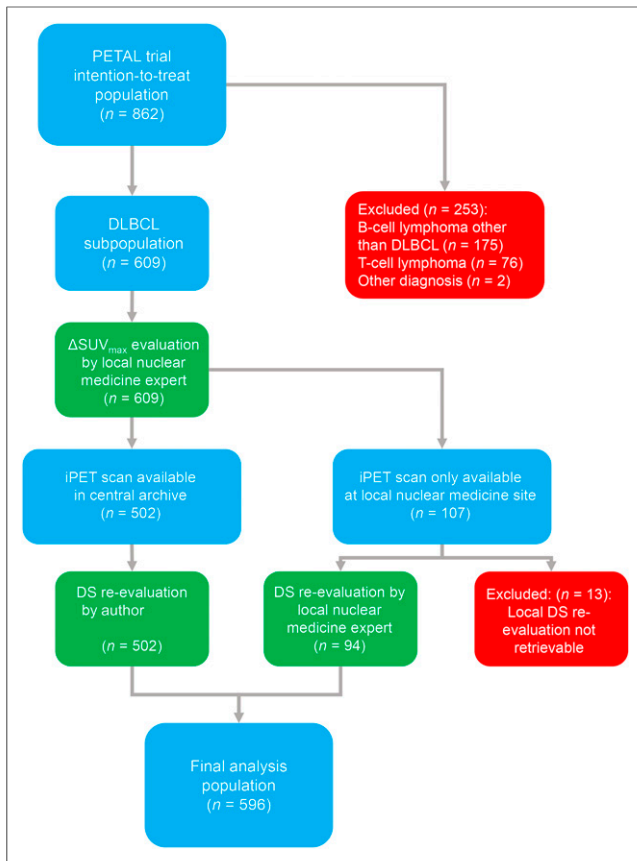 PETAL trial
intention-to-treat
population
(n = 862)
Excluded (n = 253):
B-cell lymphoma other
than DLBCL (n = 175)
T-cell lymphoma (n = 76)
Other diagnosis (n = 2)
DLBCL
subpopulation
(n = 609)
ΔSUVmax evaluation
by local nuclear
medicine expert
(n = 609)
iPET scan available
in central archive
(n = 502)
iPET scan only available
at local nuclear medicine site
(n = 107)
DS re-evaluation
by author
(n = 502)
DS re-evaluation by
local nuclear
medicine expert
(n = 94)
Excluded: (n = 13):
Local DS re-
evaluation not
retrievable
Final analysis
population
(n = 596)